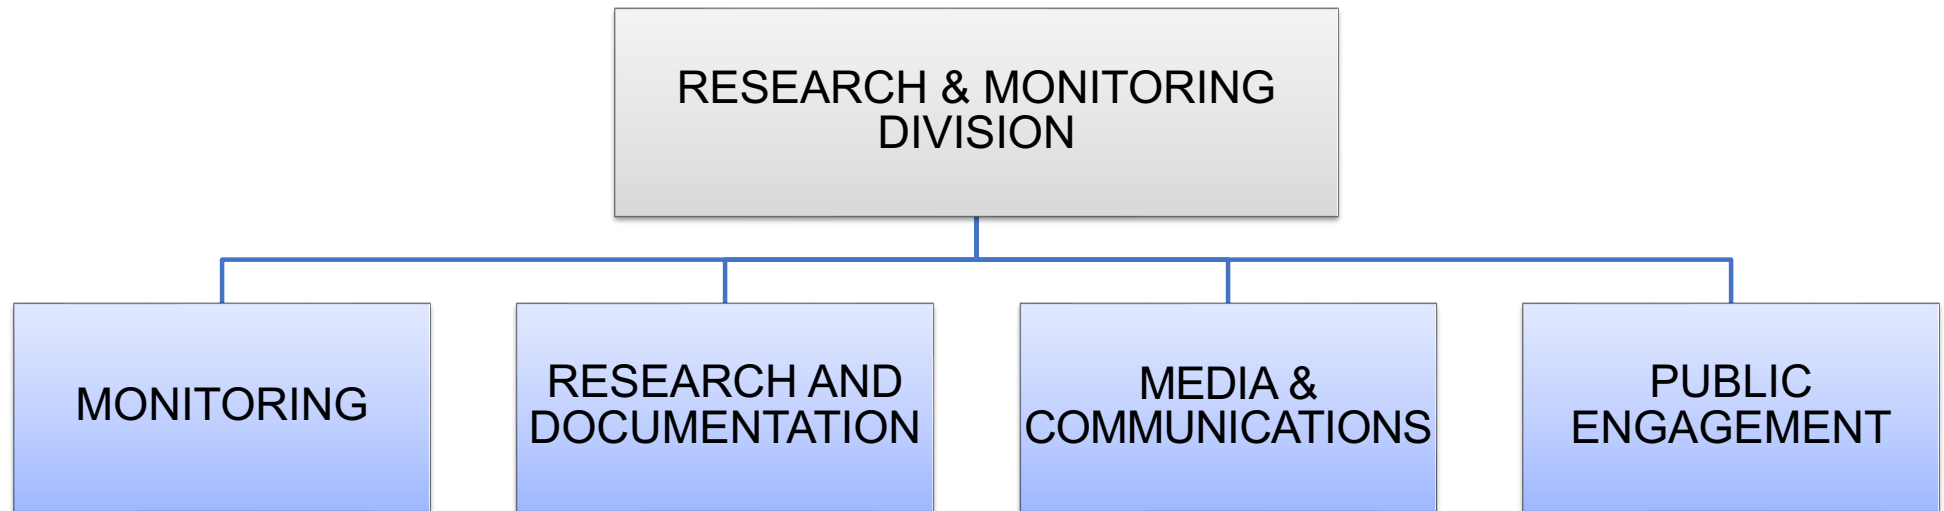 RESEARCH & MONITORING
DIVISION
MONITORING
RESEARCH AND
DOCUMENTATION
MEDIA &
COMMUNICATIONS
PUBLIC
ENGAGEMENT